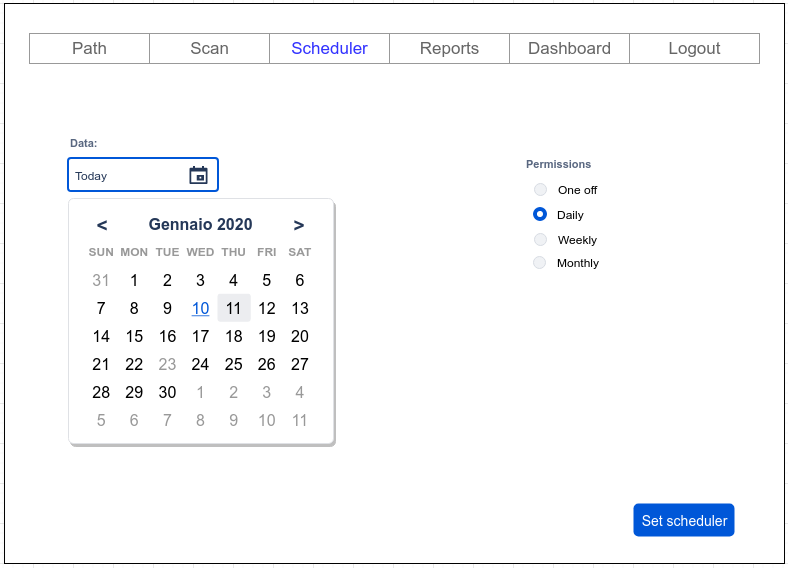 Path Scan Scheduler Reports Dashboard Logout
Data:
Today
< Gennaio 2020 >
SUN MON TUE WED THU FRI SAT
31 1 2 3 4 5 6
7 8 9 10 11 12 13
14 15 16 17 18 19 20
21 22 23 24 25 26 27
28 29 30 1 2 3 4
5 6 7 8 9 10 11
Permissions
One off
Daily
Weekly
Monthly
Set scheduler